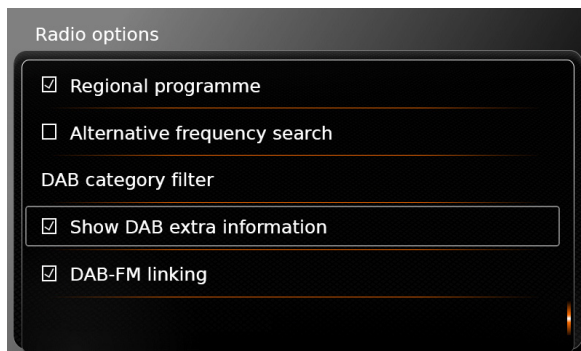 Radio options
☑ Regional programme
☐ Alternative frequency search
DAB category filter
☑ Show DAB extra information
☑ DAB-FM linking